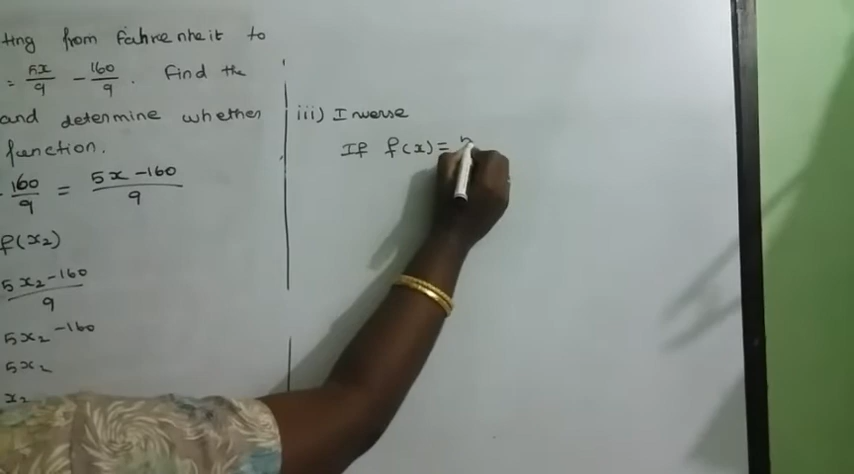 ting from fahrenheit to
= 5x/9 - 160/9 . Find the
and determine whether
function.
- 160/9 = 5x - 160/9
f(x₂)
5x₂ - 160/9
5x₂ - 160
5x₂
x₂
iii) Inverse
If f(x) =